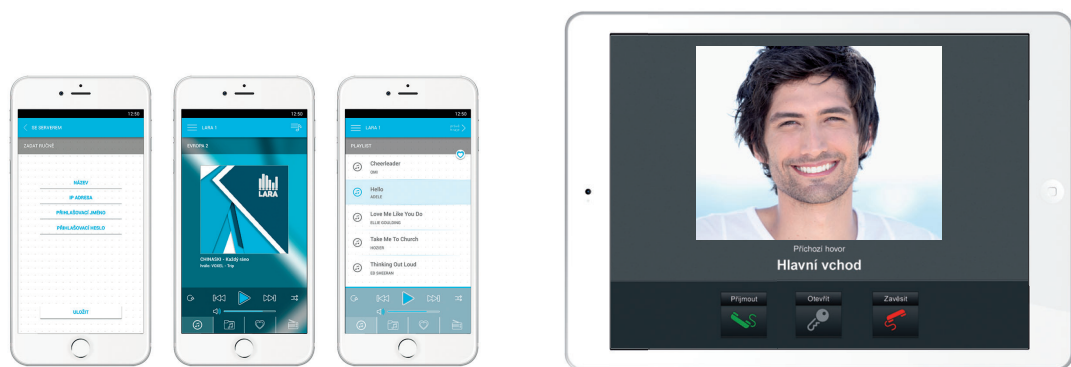 12:50
SE SERVEREM
ZADAT RUČNĚ
NÁZEV
IP ADRESA
PŘIHLAŠOVACÍ JMÉNO
PŘIHLAŠOVACÍ HESLO
ULOŽIT
12:50
LARA 1
EVROPA 2
LARA
CHINASKI - Každý ráno
hraje: VOXEL - Trip
12:50
LARA 1
PLAYLIST
Cheerleader
OMI
Hello
ADELE
Love Me Like You Do
ELLIE GOULDING
Take Me To Church
HOZIER
Thinking Out Loud
ED SHEERAN
Příchozí hovor
Hlavní vchod
Přijmout
Otevřít
Zavěsit